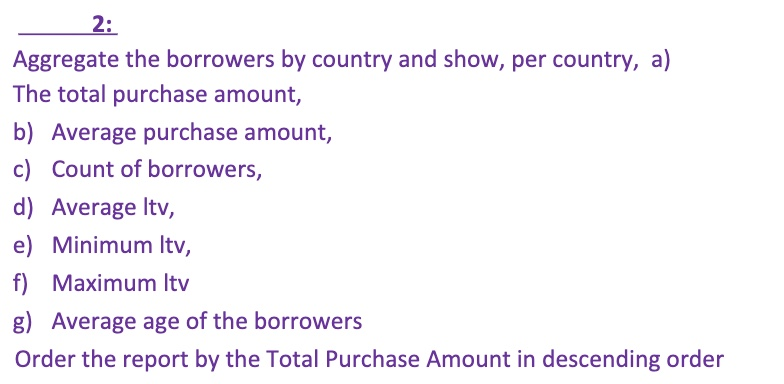 2:
Aggregate the borrowers by country and show, per country, a)
The total purchase amount,
b) Average purchase amount,
c) Count of borrowers,
d) Average ltv,
e) Minimum ltv,
f) Maximum ltv
g) Average age of the borrowers
Order the report by the Total Purchase Amount in descending order